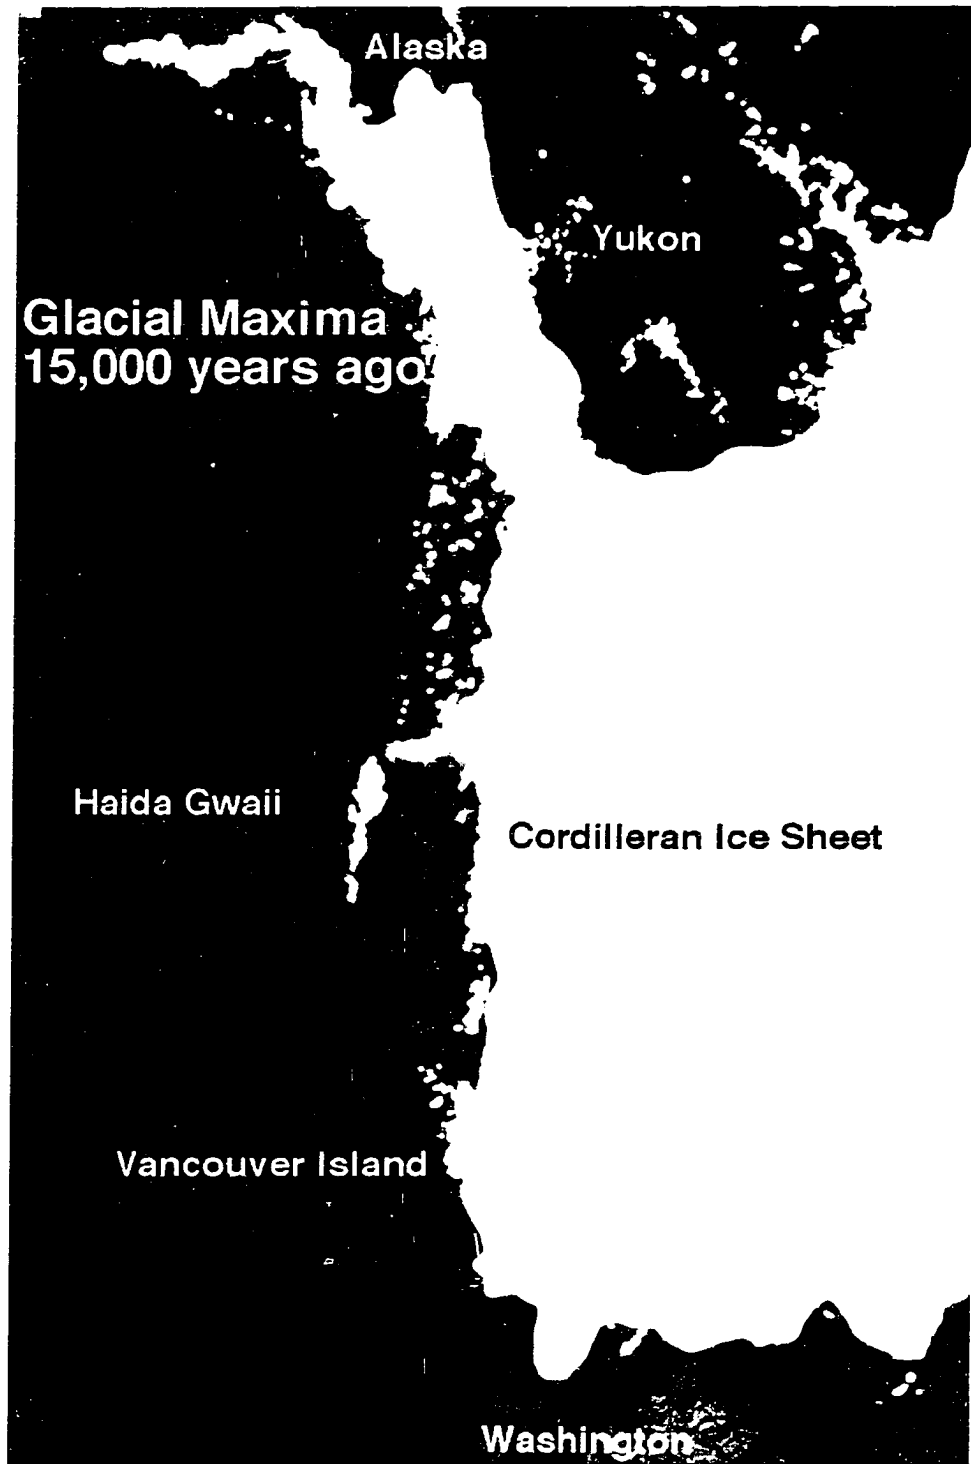 Alaska
Yukon
Glacial Maxima
15,000 years ago
Haida Gwaii
Cordilleran Ice Sheet
Vancouver Island
Washington